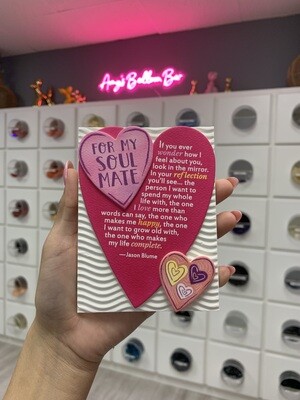 Amy's Balloon Bar
FOR MY
SOUL
MATE
If you ever
wonder how I
feel about you,
look in the mirror.
In your reflection
you'll see... the
person I want to
spend my whole
life with, the one
I love more than
words can say, the one who
makes me happy, the one
I want to grow old with,
the one who makes
my life complete.
—Jason Blume